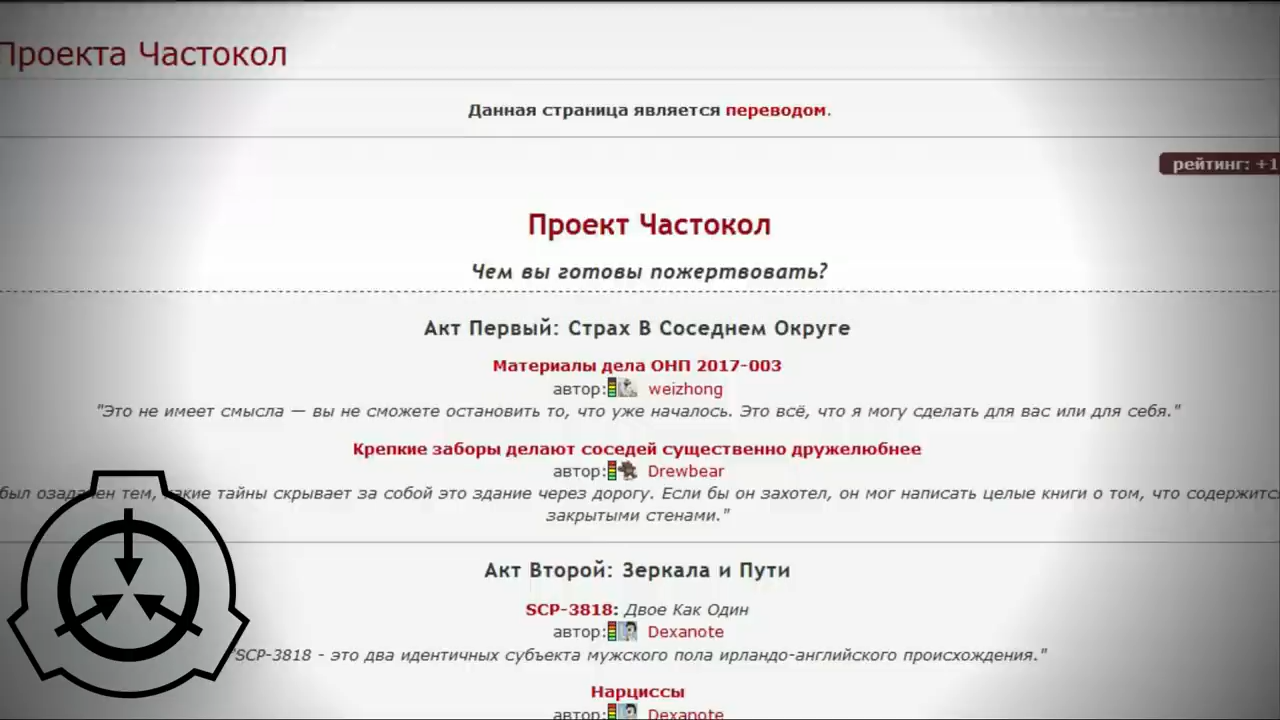 Проекта Частокол
Данная страница является переводом.
рейтинг: +1
Проект Частокол
Чем вы готовы пожертвовать?
Акт Первый: Страх В Соседнем Округе
Материалы дела ОНП 2017-003
автор: weizhong
"Это не имеет смысла — вы не сможете остановить то, что уже началось. Это всё, что я могу сделать для вас или для себя."
Крепкие заборы делают соседей существенно дружелюбнее
автор: Drewbear
был озадачен тем, какие тайны скрывает за собой это здание через дорогу. Если бы он захотел, он мог написать целые книги о том, что содержится
закрытыми стенами."
Акт Второй: Зеркала и Пути
SCP-3818: Двое Как Один
автор: Dexanote
"SCP-3818 - это два идентичных субъекта мужского пола ирландо-английского происхождения."
Нарциссы
автор: Dexanote